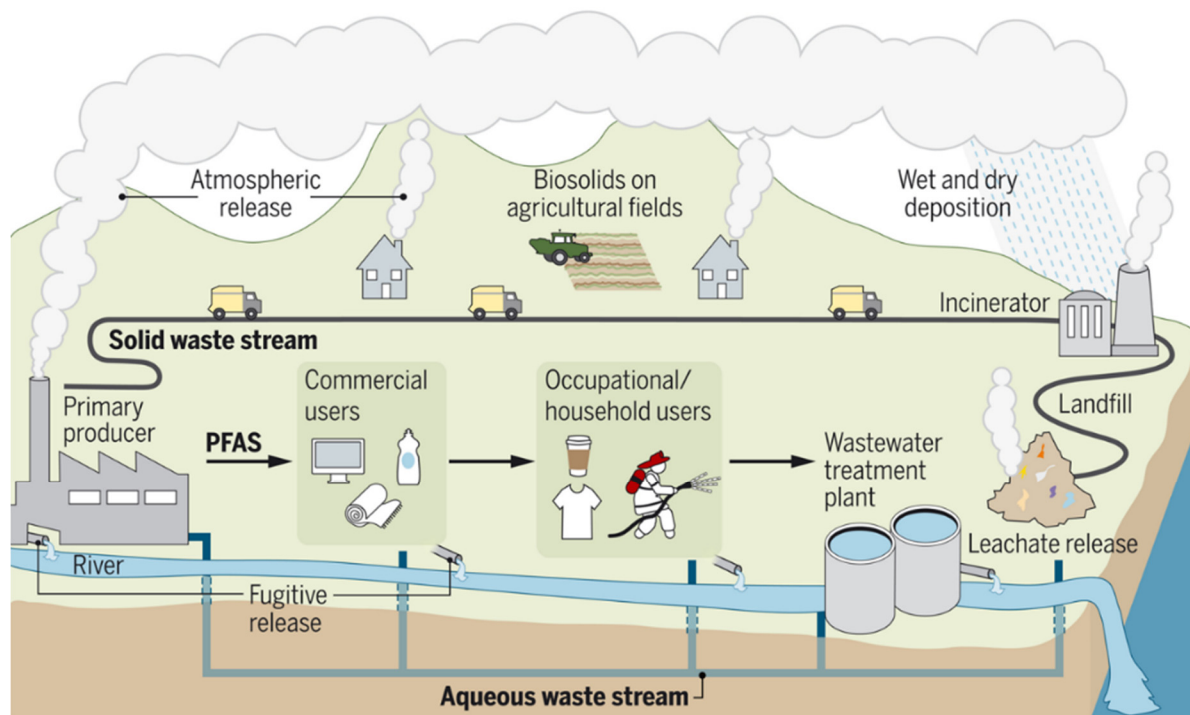 Atmospheric
release
Biosolids on
agricultural fields
Wet and dry
deposition
Incinerator
Solid waste stream
Primary
producer
PFAS
Commercial
users
Occupational/
household users
Wastewater
treatment
plant
Landfill
Leachate release
River
Fugitive
release
Aqueous waste stream